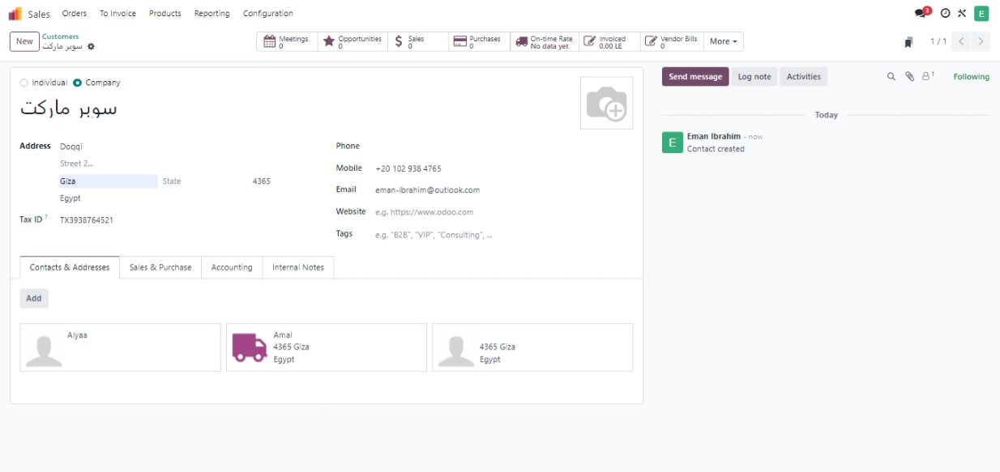 Sales Orders To Invoice Products Reporting Configuration 3 E
New Customers Meetings 0 Opportunities 0 Sales 0 Purchases 0 On-time Rate No data yet Invoiced 0.00 LE Vendor Bills 0 More 1 / 1
سوبر ماركت
Individual Company
سوبر ماركت
Send message Log note Activities 1 Following
Today
E Eman Ibrahim - now
Contact created
Address Doqqi
Street 2...
Giza State 4365
Egypt
Tax ID ? TX3938764521
Phone
Mobile +20 102 938 4765
Email eman-ibrahim@outlook.com
Website e.g. https://www.odoo.com
Tags e.g. "B2B", "VIP", "Consulting", ...
Contacts & Addresses Sales & Purchase Accounting Internal Notes
Add
Alyaa
Amal
4365 Giza
Egypt
4365 Giza
Egypt